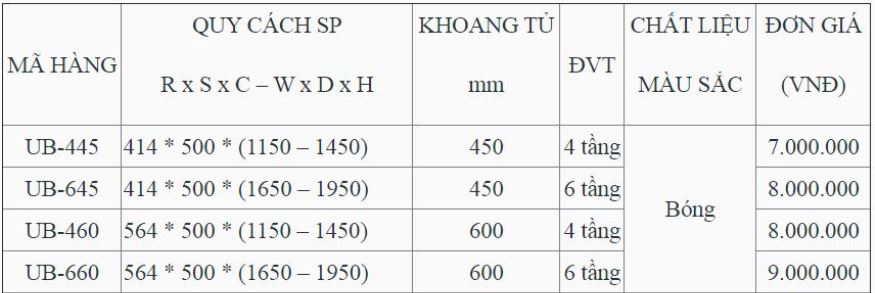 MÃ HÀNG QUY CÁCH SP KHOANG TỦ ĐVT CHẤT LIỆU ĐƠN GIÁ
R x S x C – W x D x H mm MÀU SẮC (VNĐ)
UB-445 414 * 500 * (1150 – 1450) 450 4 tầng 7.000.000
UB-645 414 * 500 * (1650 – 1950) 450 6 tầng 8.000.000
Bóng
UB-460 564 * 500 * (1150 – 1450) 600 4 tầng 8.000.000
UB-660 564 * 500 * (1650 – 1950) 600 6 tầng 9.000.000